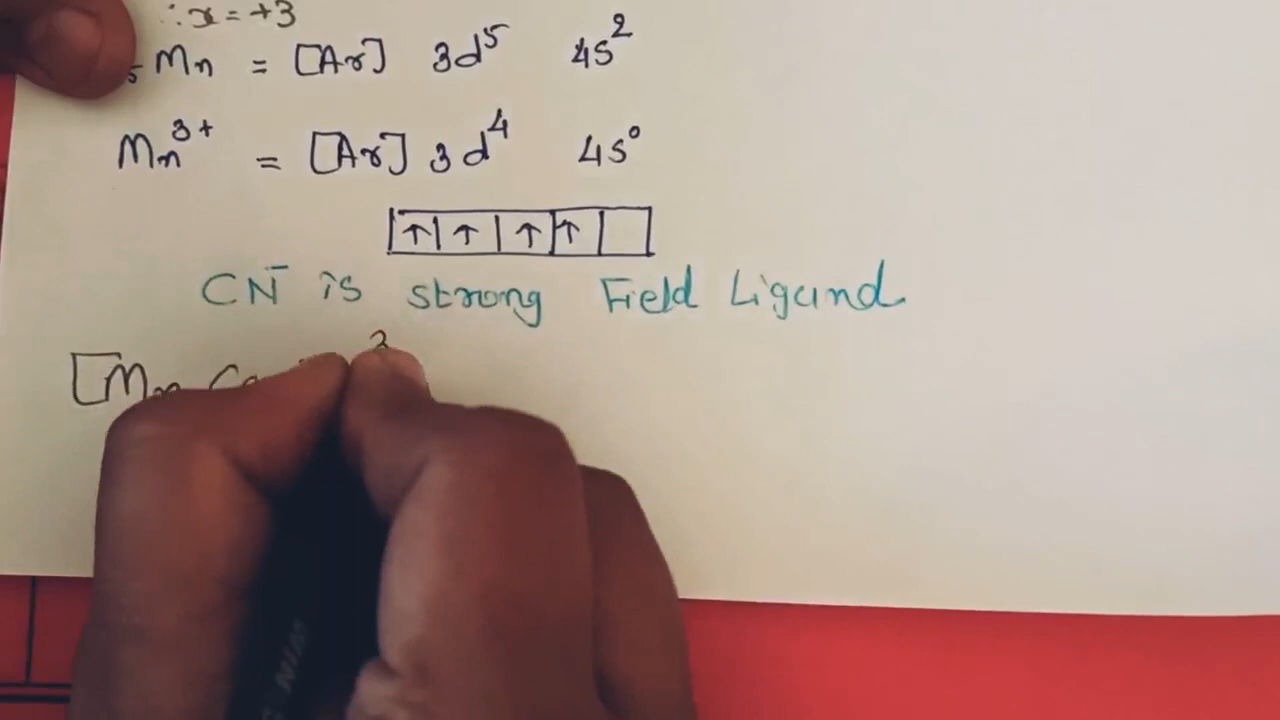 ∴x = +3
Mn = [Ar] 3d⁵ 4s²
Mn³⁺ = [Ar] 3d⁴ 4s⁰
↑ ↑ ↑ ↑
CN⁻ is strong Field Ligand
[Mn